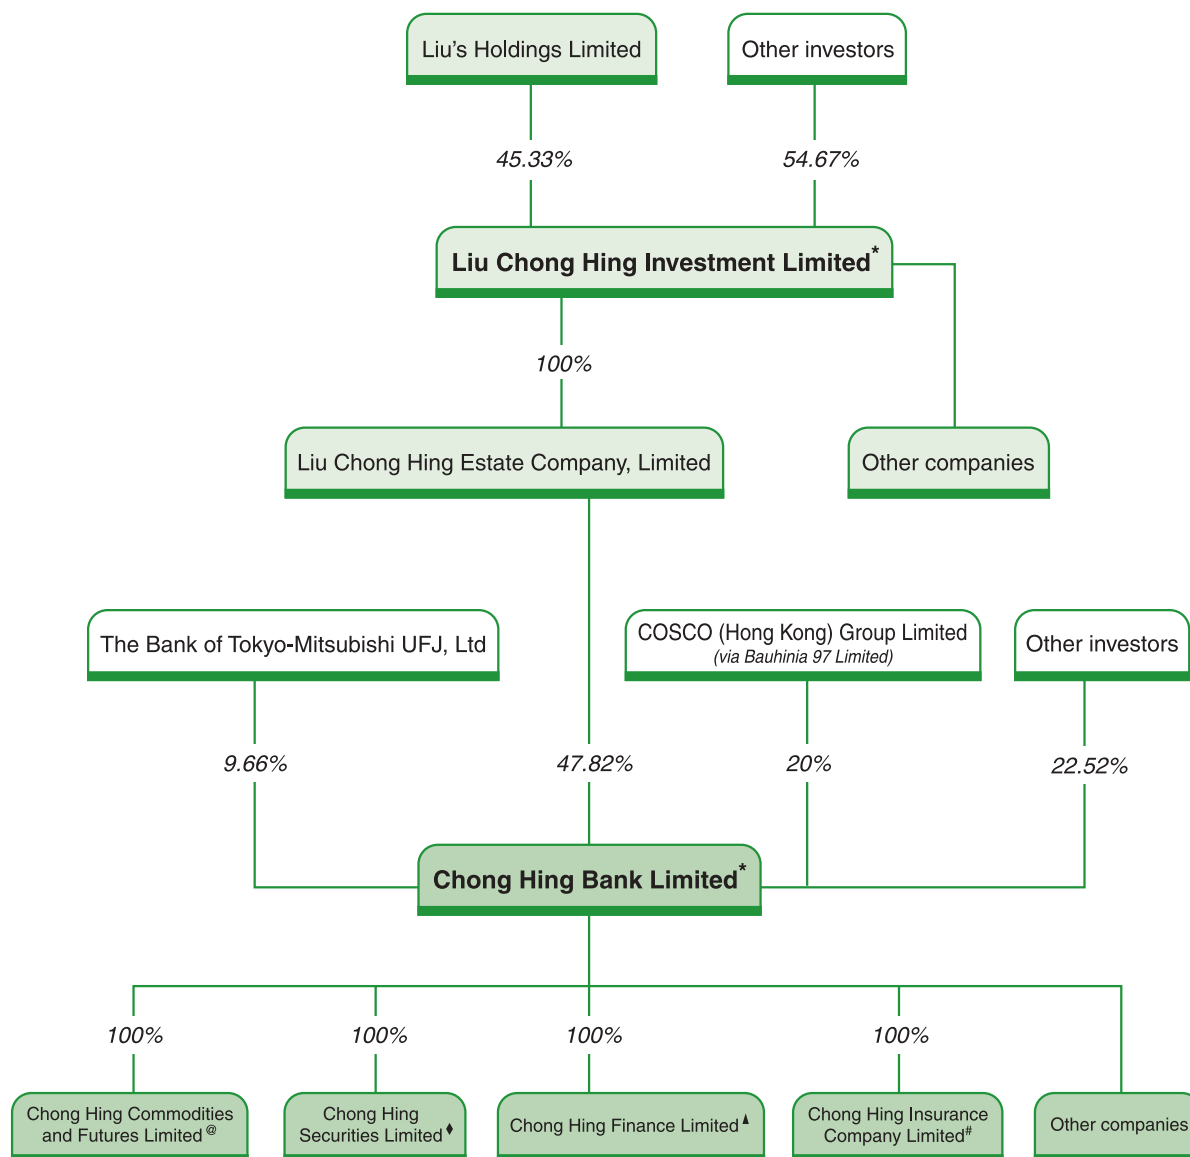 Liu’s Holdings Limited
Other investors
45.33%
54.67%
Liu Chong Hing Investment Limited*
100%
Liu Chong Hing Estate Company, Limited
Other companies
The Bank of Tokyo-Mitsubishi UFJ, Ltd
COSCO (Hong Kong) Group Limited
(via Bauhinia 97 Limited)
Other investors
9.66%
47.82%
20%
22.52%
Chong Hing Bank Limited*
100%
100%
100%
100%
Chong Hing Commodities
and Futures Limited@
Chong Hing
Securities Limited♦
Chong Hing Finance Limited▲
Chong Hing Insurance
Company Limited#
Other companies